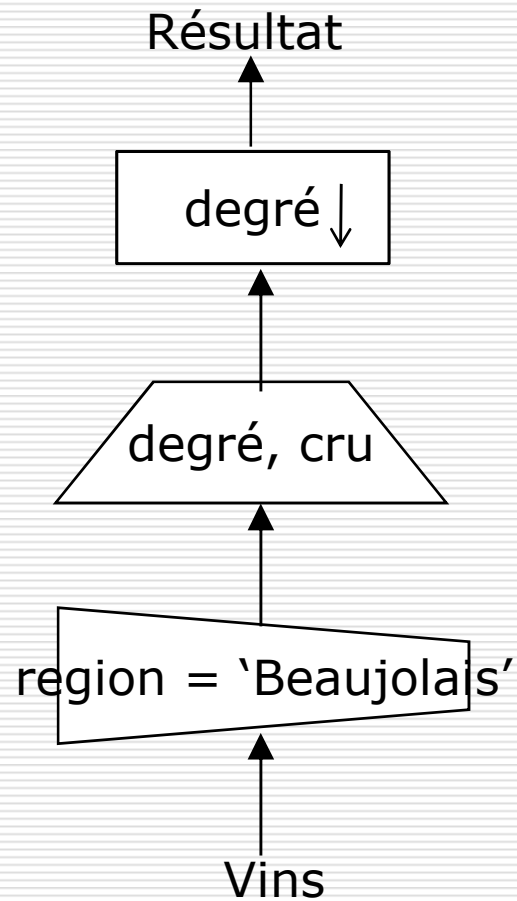 Résultat
degré
degré, cru
region = ‘Beaujolais’
Vins